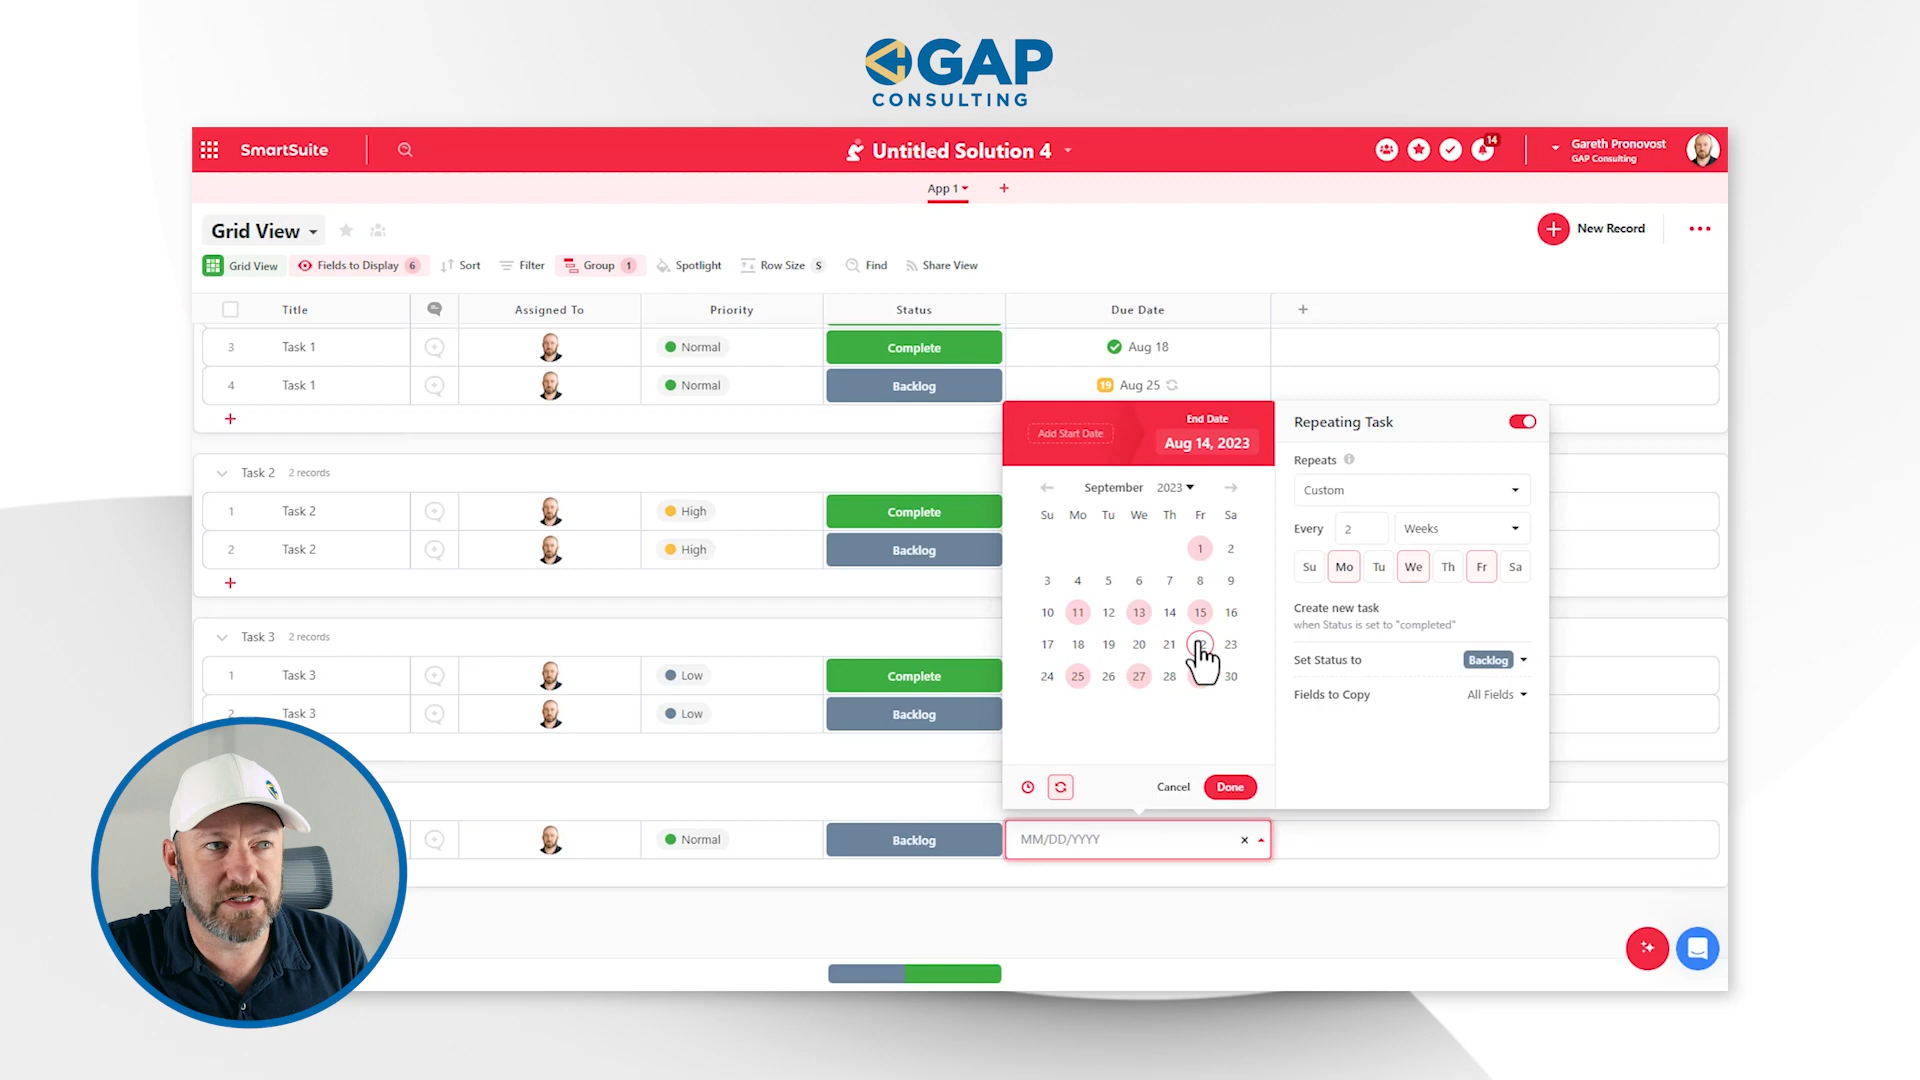 GAP
CONSULTING
SmartSuite
Untitled Solution 4
14
Gareth Pronovost
GAP Consulting
App 1
Grid View
New Record
Grid View
Fields to Display 6
Sort
Filter
Group 1
Spotlight
Row Size S
Find
Share View
Title Assigned To Priority Status Due Date
3 Task 1 Normal Complete Aug 18
4 Task 1 Normal Backlog 19 Aug 25
Task 2 2 records
1 Task 2 High Complete
2 Task 2 High Backlog
Task 3 2 records
1 Task 3 Low Complete
2 Task 3 Low Backlog
Normal Backlog MM/DD/YYYY
Add Start Date
End Date
Aug 14, 2023
September 2023
Su Mo Tu We Th Fr Sa
1 2
3 4 5 6 7 8 9
10 11 12 13 14 15 16
17 18 19 20 21 23
24 25 26 27 28 30
Cancel Done
Repeating Task
Repeats
Custom
Every 2 Weeks
Su Mo Tu We Th Fr Sa
Create new task
when Status is set to "completed"
Set Status to Backlog
Fields to Copy All Fields